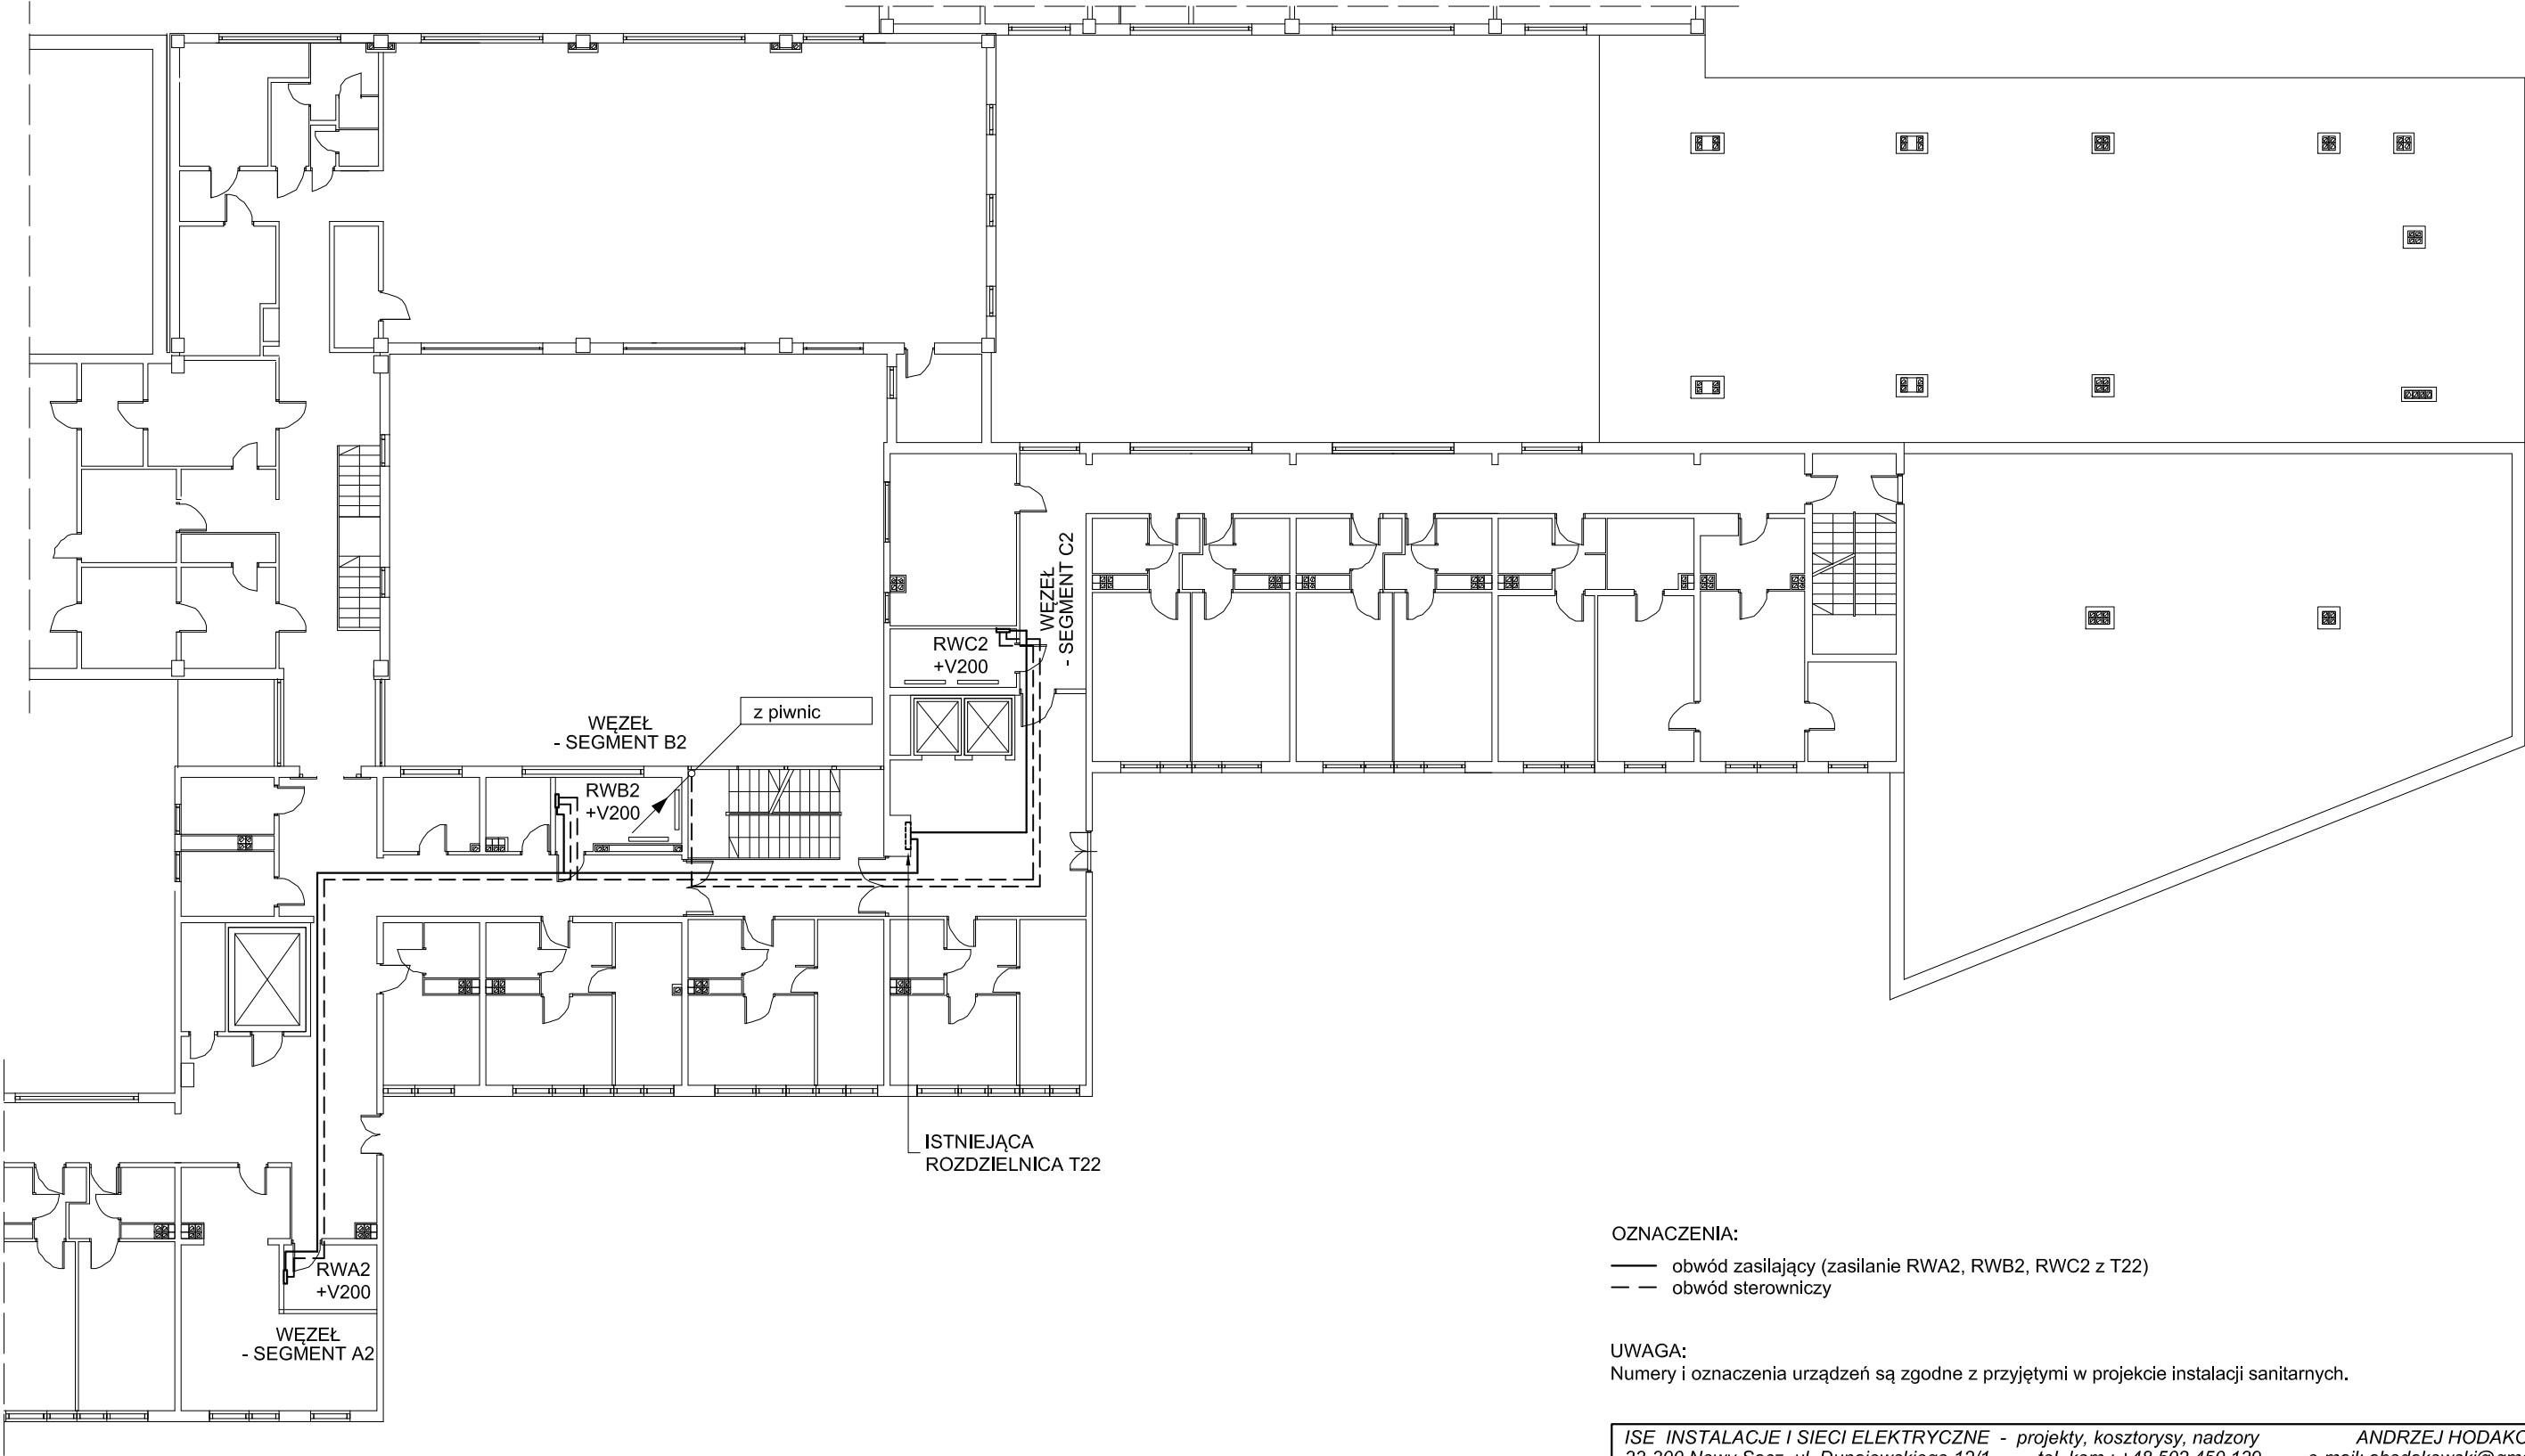 WĘZEŁ
- SEGMENT C2
RWC2
+V200
z piwnic
WĘZEŁ
- SEGMENT B2
RWB2
+V200
ISTNIEJĄCA
ROZDZIELNICA T22
RWA2
+V200
WĘZEŁ
- SEGMENT A2
OZNACZENIA:
obwód zasilający (zasilanie RWA2, RWB2, RWC2 z T22)
obwód sterowniczy
UWAGA:
Numery i oznaczenia urządzeń są zgodne z przyjętymi w projekcie instalacji sanitarnych.
ISE INSTALACJE I SIECI ELEKTRYCZNE - projekty, kosztorysy, nadzory ANDRZEJ